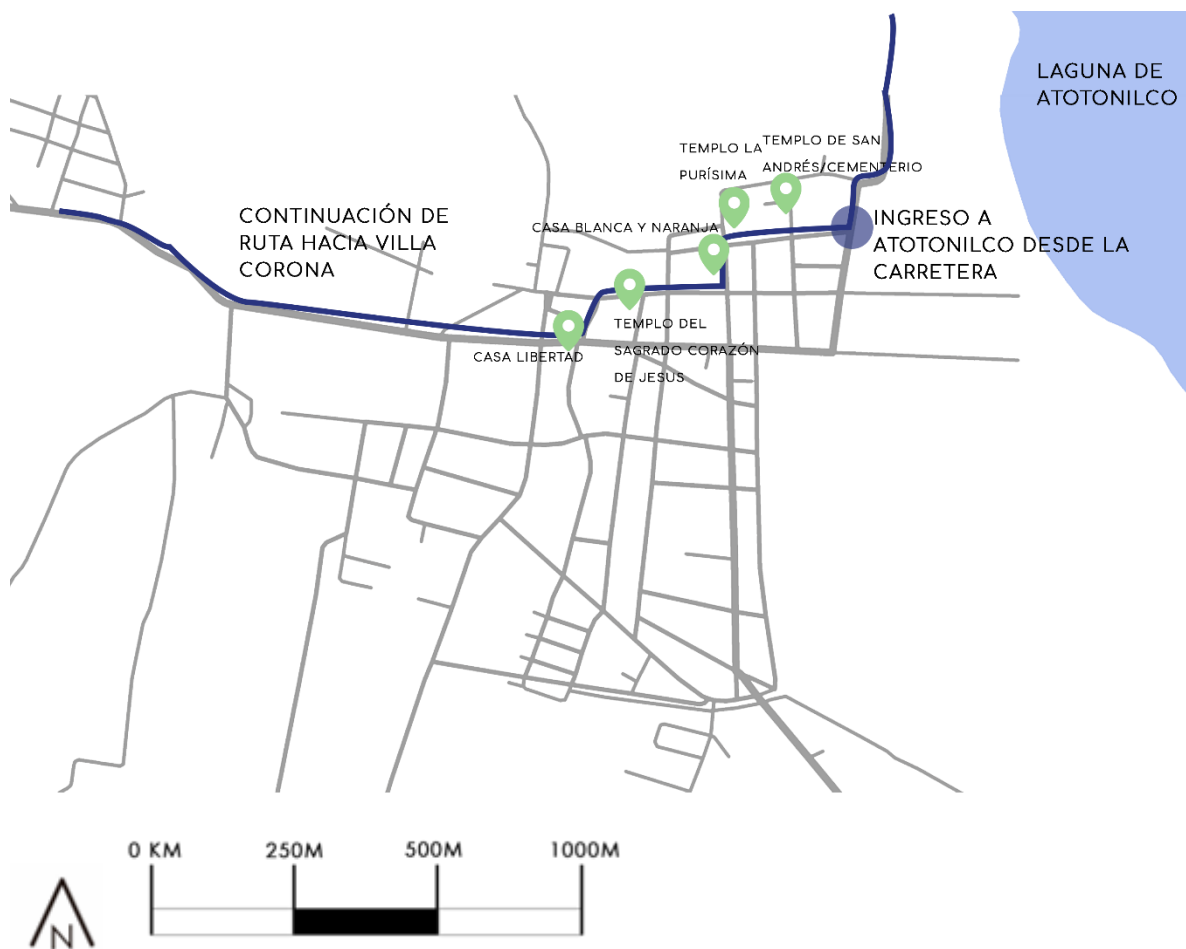 LAGUNA DE
ATOTONILCO
TEMPLO LA
PURÍSIMA
TEMPLO DE SAN
ANDRÉS/CEMENTERIO
CONTINUACIÓN DE
RUTA HACIA VILLA
CORONA
CASA BLANCA Y NARANJA
INGRESO A
ATOTONILCO DESDE LA
CARRETERA
TEMPLO DEL
SAGRADO CORAZÓN
DE JESUS
CASA LIBERTAD
0 KM 250M 500M 1000M
N